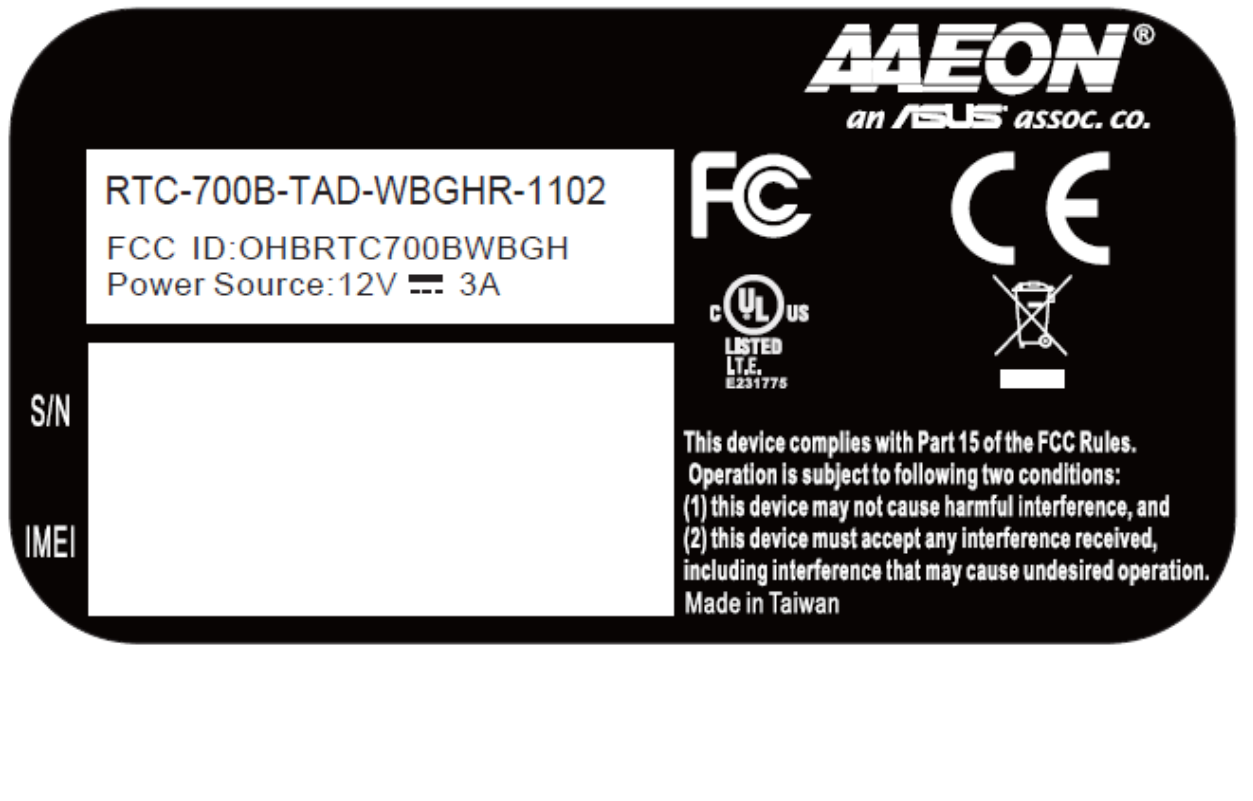 AAEON®
an ASUS assoc. co.
RTC-700B-TAD-WBGHR-1102
FCC ID:OHBRTC700BWBGH
Power Source:12V ⎓ 3A
FC
CE
C UL US
LISTED
I.T.E.
E231775
S/N
IMEI
This device complies with Part 15 of the FCC Rules.
Operation is subject to following two conditions:
(1) this device may not cause harmful interference, and
(2) this device must accept any interference received,
including interference that may cause undesired operation.
Made in Taiwan